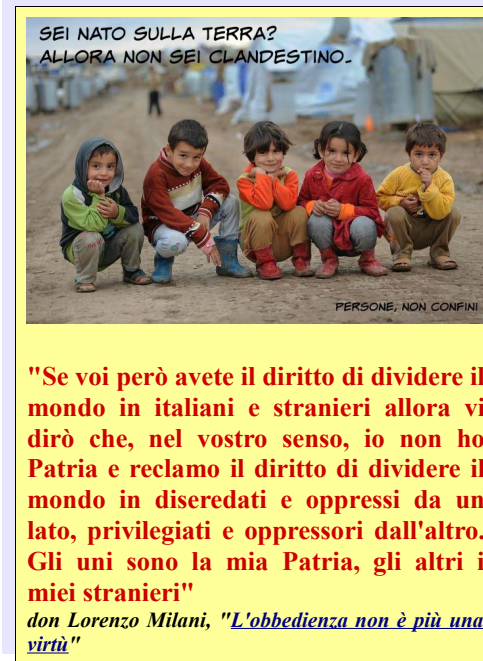 SEI NATO SULLA TERRA?
ALLORA NON SEI CLANDESTINO.
PERSONE, NON CONFINI
"Se voi però avete il diritto di dividere il
mondo in italiani e stranieri allora vi
dirò che, nel vostro senso, io non ho
Patria e reclamo il diritto di dividere il
mondo in diseredati e oppressi da un
lato, privilegiati e oppressori dall'altro.
Gli uni sono la mia Patria, gli altri i
miei stranieri"
don Lorenzo Milani, "L'obbedienza non è più una
virtù"